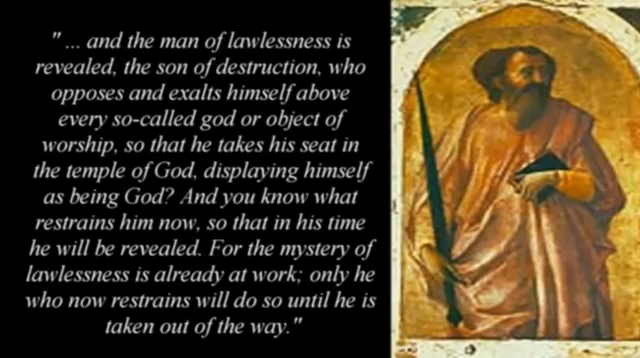 " ... and the man of lawlessness is
revealed, the son of destruction, who
opposes and exalts himself above
every so-called god or object of
worship, so that he takes his seat in
the temple of God, displaying himself
as being God? And you know what
restrains him now, so that in his time
he will be revealed. For the mystery of
lawlessness is already at work; only he
who now restrains will do so until he is
taken out of the way."